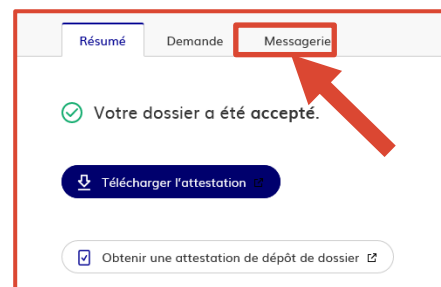 Résumé Demande Messagerie
Votre dossier a été accepté.
Télécharger l'attestation
Obtenir une attestation de dépôt de dossier